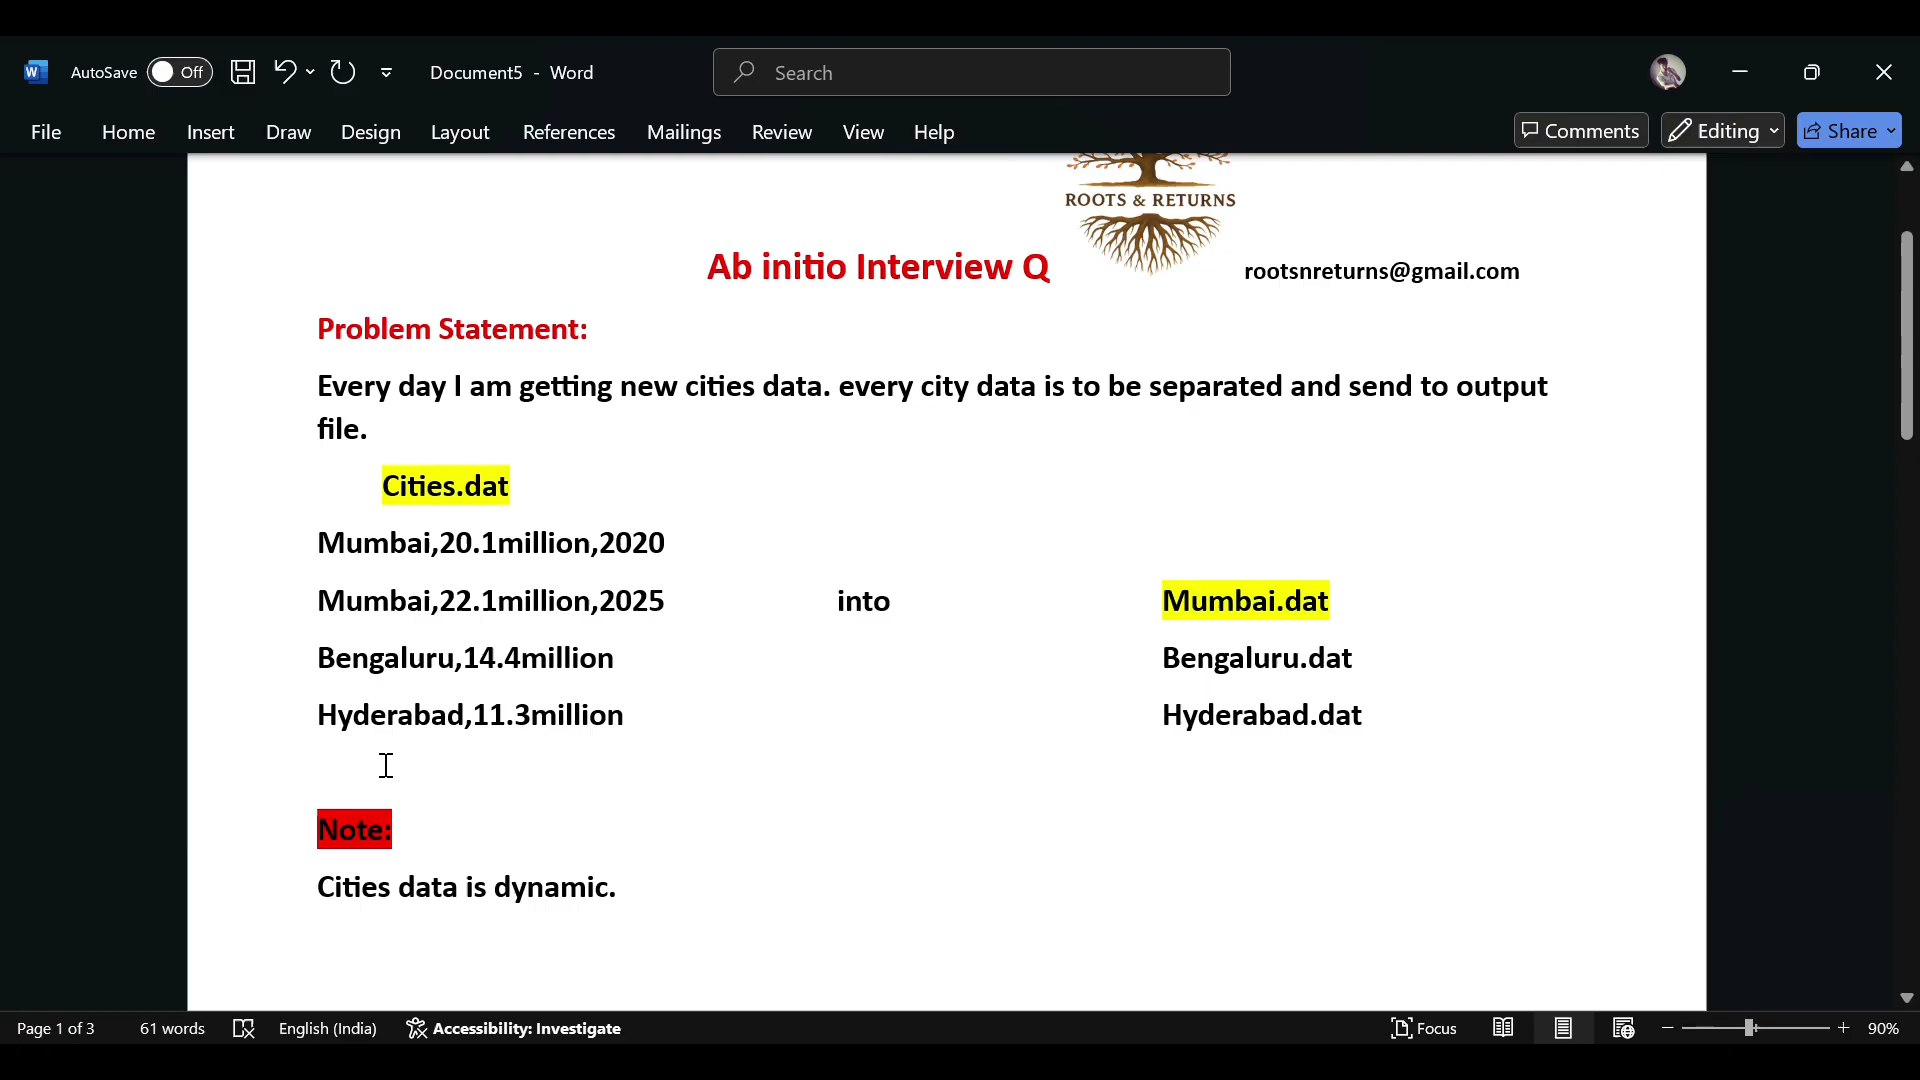 AutoSave Off Document5 - Word Search
File Home Insert Draw Design Layout References Mailings Review View Help Comments Editing Share
ROOTS & RETURNS
Ab initio Interview Q rootsnreturns@gmail.com
Problem Statement:
Every day I am getting new cities data. every city data is to be separated and send to output
file.
Cities.dat
Mumbai,20.1million,2020
Mumbai,22.1million,2025 into Mumbai.dat
Bengaluru,14.4million Bengaluru.dat
Hyderabad,11.3million Hyderabad.dat
Note:
Cities data is dynamic.
Page 1 of 3 61 words English (India) Accessibility: Investigate Focus 90%